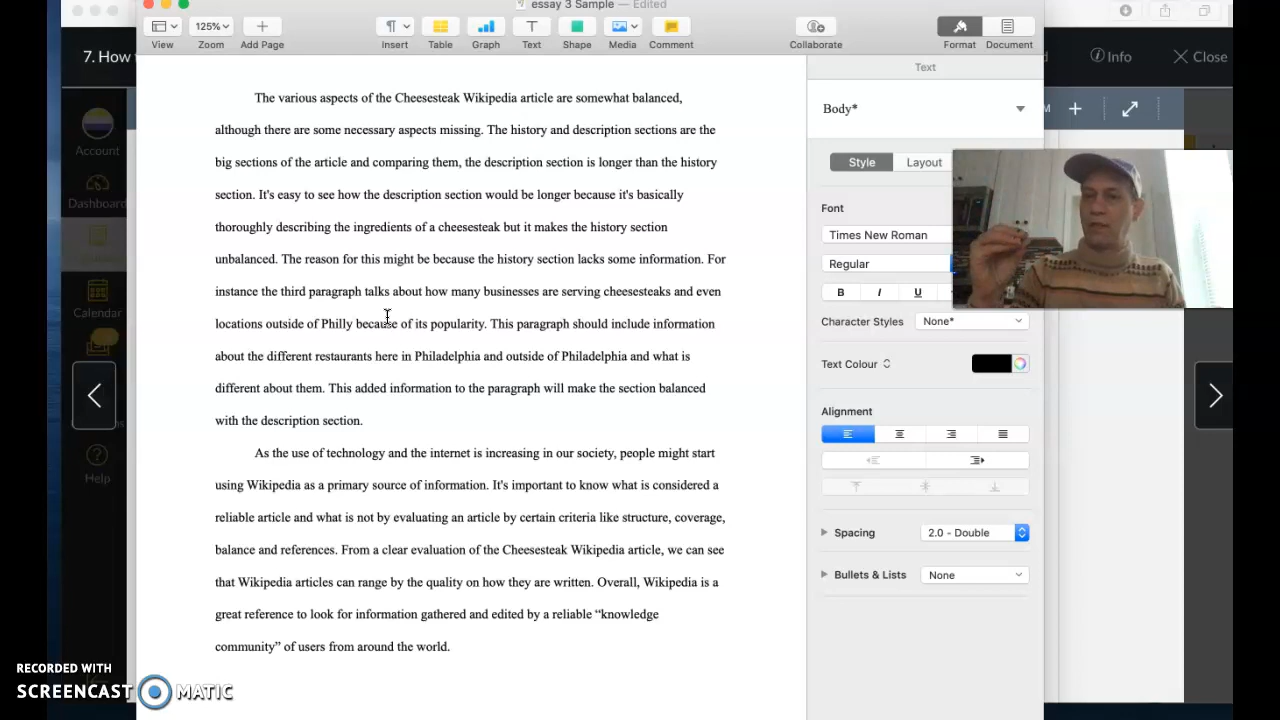 essay 3 Sample — Edited
125%
View
Zoom
Add Page
Insert
Table
Graph
Text
Shape
Media
Comment
Collaborate
Format
Document
7. How
Info
Close
Text
Body*
Style
Layout
Font
Times New Roman
Regular
B I U
Character Styles
None*
Text Colour
Alignment
Spacing
2.0 - Double
Bullets & Lists
None
Account
Dashboard
Calendar
Help
The various aspects of the Cheesesteak Wikipedia article are somewhat balanced,
although there are some necessary aspects missing. The history and description sections are the
big sections of the article and comparing them, the description section is longer than the history
section. It's easy to see how the description section would be longer because it's basically
thoroughly describing the ingredients of a cheesesteak but it makes the history section
unbalanced. The reason for this might be because the history section lacks some information. For
instance the third paragraph talks about how many businesses are serving cheesesteaks and even
locations outside of Philly because of its popularity. This paragraph should include information
about the different restaurants here in Philadelphia and outside of Philadelphia and what is
different about them. This added information to the paragraph will make the section balanced
with the description section.
As the use of technology and the internet is increasing in our society, people might start
using Wikipedia as a primary source of information. It's important to know what is considered a
reliable article and what is not by evaluating an article by certain criteria like structure, coverage,
balance and references. From a clear evaluation of the Cheesesteak Wikipedia article, we can see
that Wikipedia articles can range by the quality on how they are written. Overall, Wikipedia is a
great reference to look for information gathered and edited by a reliable “knowledge
community” of users from around the world.
RECORDED WITH
SCREENCAST MATIC